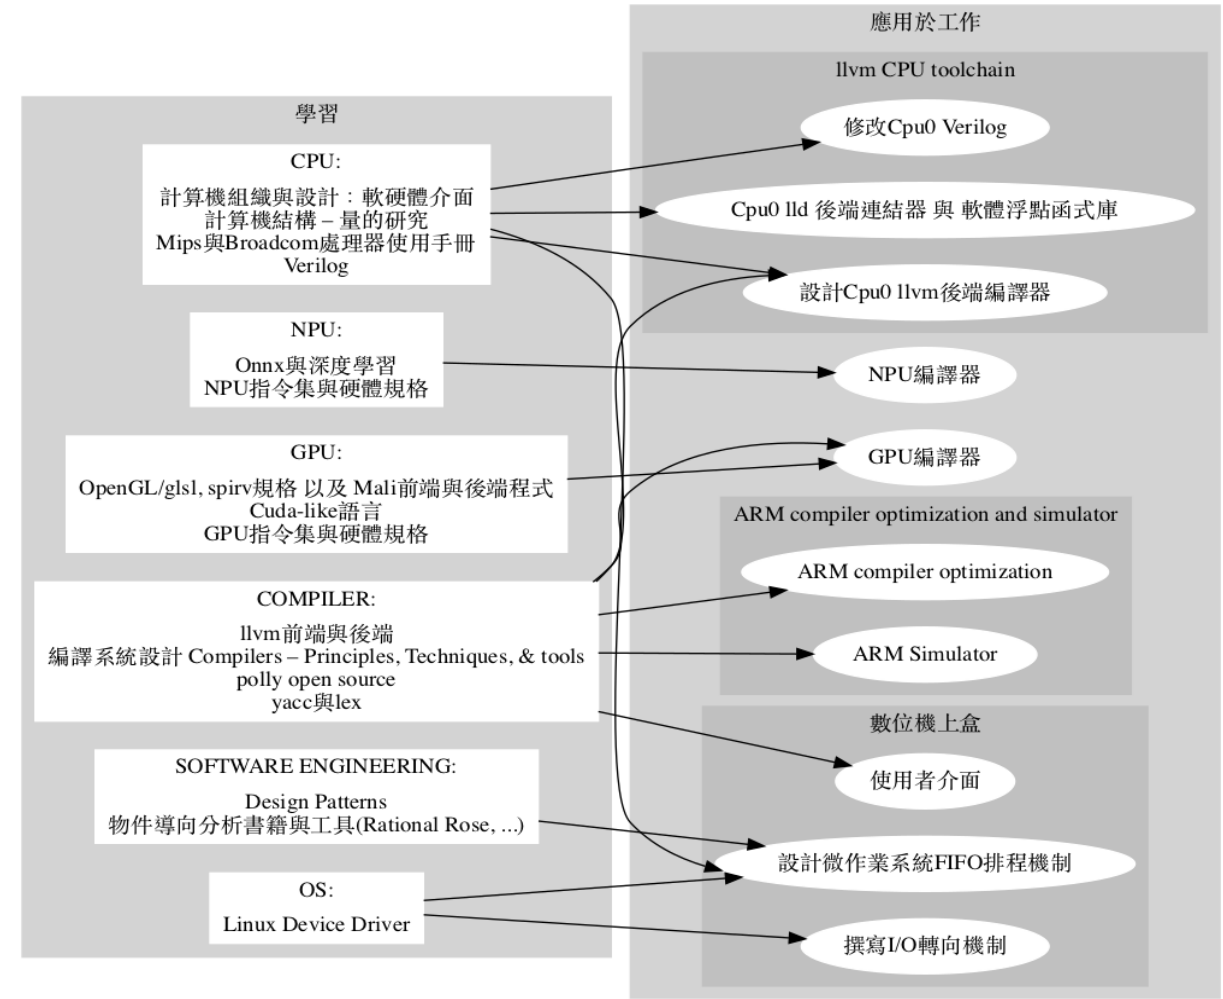 學習
CPU:
計算機組織與設計：軟硬體介面
計算機結構 – 量的研究
Mips與Broadcom處理器使用手冊
Verilog
NPU:
Onnx與深度學習
NPU指令集與硬體規格
GPU:
OpenGL/glsl, spirv規格 以及 Mali前端與後端程式
Cuda-like語言
GPU指令集與硬體規格
COMPILER:
llvm前端與後端
編譯系統設計 Compilers – Principles, Techniques, & tools
polly open source
yacc與lex
SOFTWARE ENGINEERING:
Design Patterns
物件導向分析書籍與工具(Rational Rose, ...)
OS:
Linux Device Driver
應用於工作
llvm CPU toolchain
修改Cpu0 Verilog
Cpu0 lld 後端連結器 與 軟體浮點函式庫
設計Cpu0 llvm後端編譯器
NPU編譯器
GPU編譯器
ARM compiler optimization and simulator
ARM compiler optimization
ARM Simulator
數位機上盒
使用者介面
設計微作業系統FIFO排程機制
撰寫I/O轉向機制